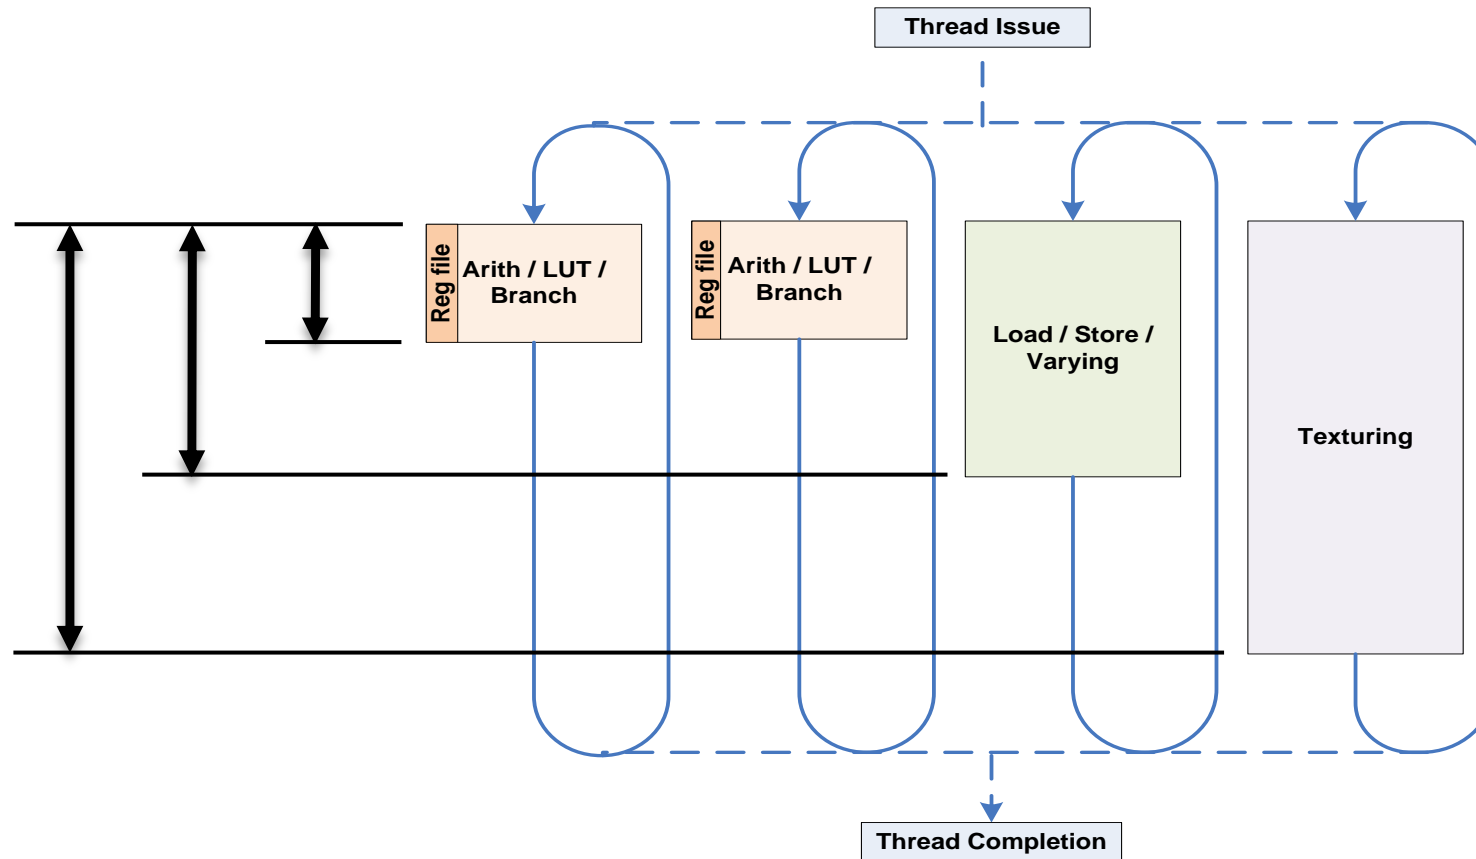 Thread Issue
Reg file
Arith / LUT /
Branch
Reg file
Arith / LUT /
Branch
Load / Store /
Varying
Texturing
Thread Completion